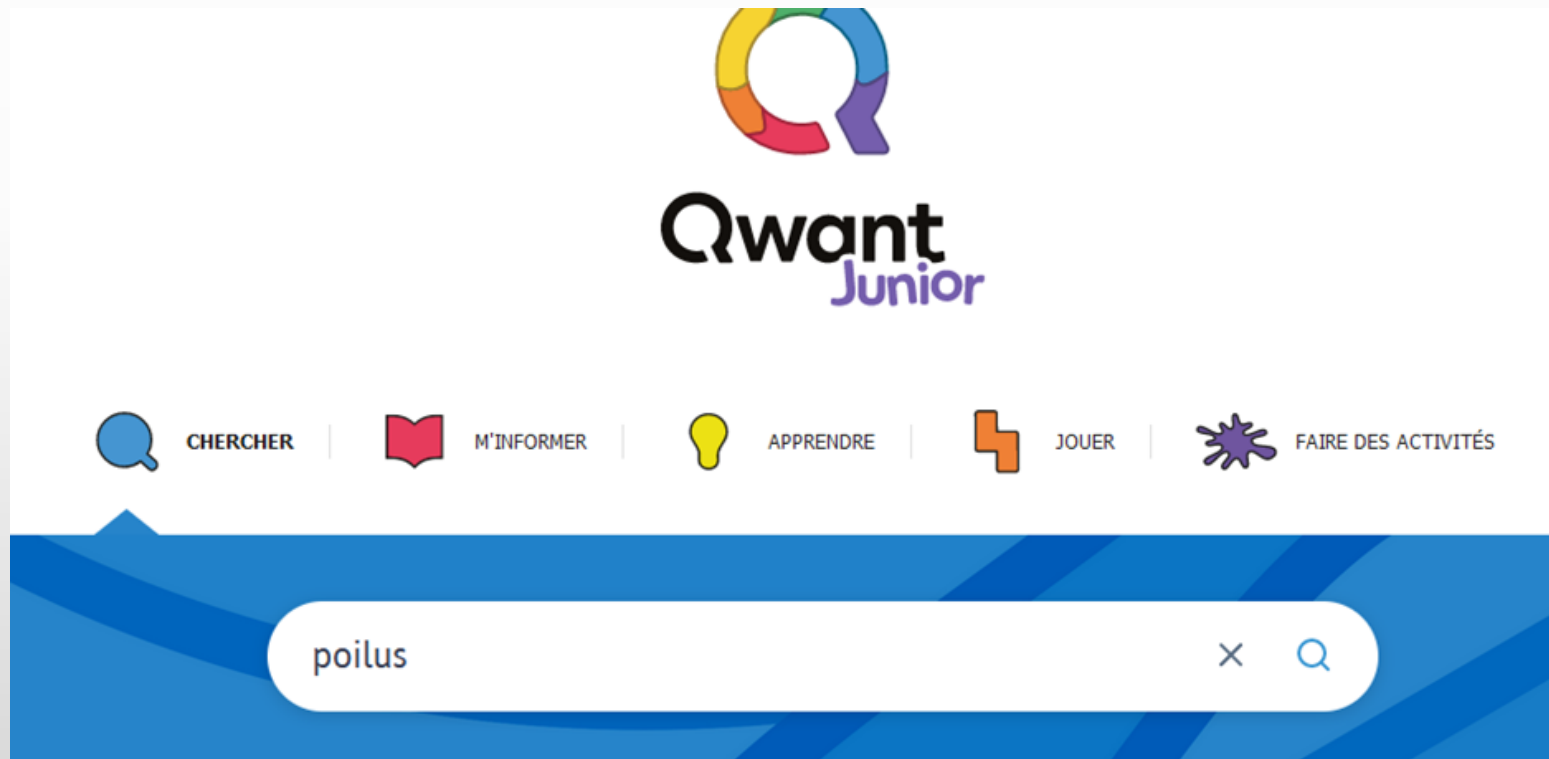 Qwant
Junior
CHERCHER M'INFORMER APPRENDRE JOUER FAIRE DES ACTIVITÉS
poilus